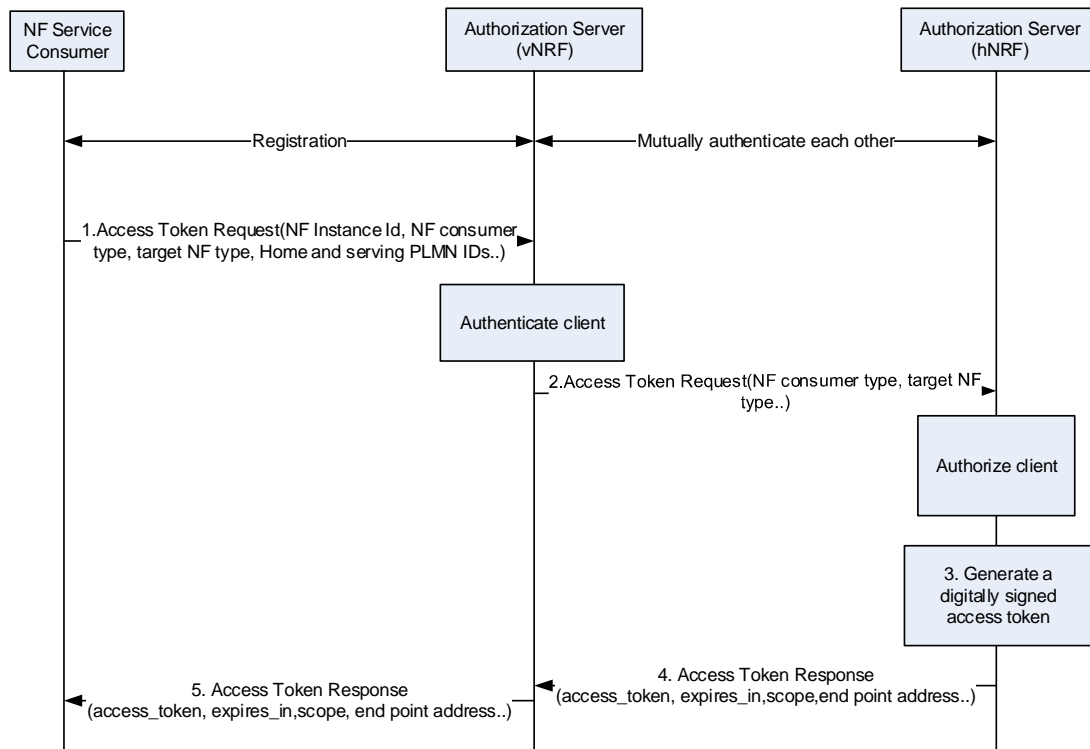 NF Service
Consumer
Authorization Server
(vNRF)
Authorization Server
(hNRF)
Registration
Mutually authenticate each other
1.Access Token Request(NF Instance Id, NF consumer
type, target NF type, Home and serving PLMN IDs..)
Authenticate client
2.Access Token Request(NF consumer type, target NF
type..)
Authorize client
3. Generate a
digitally signed
access token
4. Access Token Response
(access_token, expires_in,scope,end point address..)
5. Access Token Response
(access_token, expires_in,scope, end point address..)